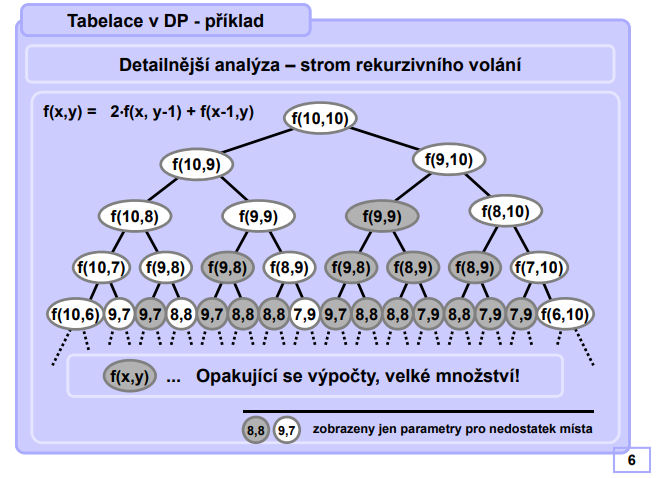 Tabelace v DP - příklad
Detailnější analýza – strom rekurzivního volání
f(x,y) = 2·f(x, y-1) + f(x-1,y)
f(10,10)
f(10,9) f(9,10)
f(10,8) f(9,9) f(9,9) f(8,10)
f(10,7) f(9,8) f(9,8) f(8,9) f(9,8) f(8,9) f(8,9) f(7,10)
f(10,6) 9,7 9,7 8,8 9,7 8,8 8,8 7,9 9,7 8,8 8,8 7,9 8,8 7,9 7,9 f(6,10)
f(x,y) ... Opakující se výpočty, velké množství!
8,8 9,7 zobrazeny jen parametry pro nedostatek místa
6